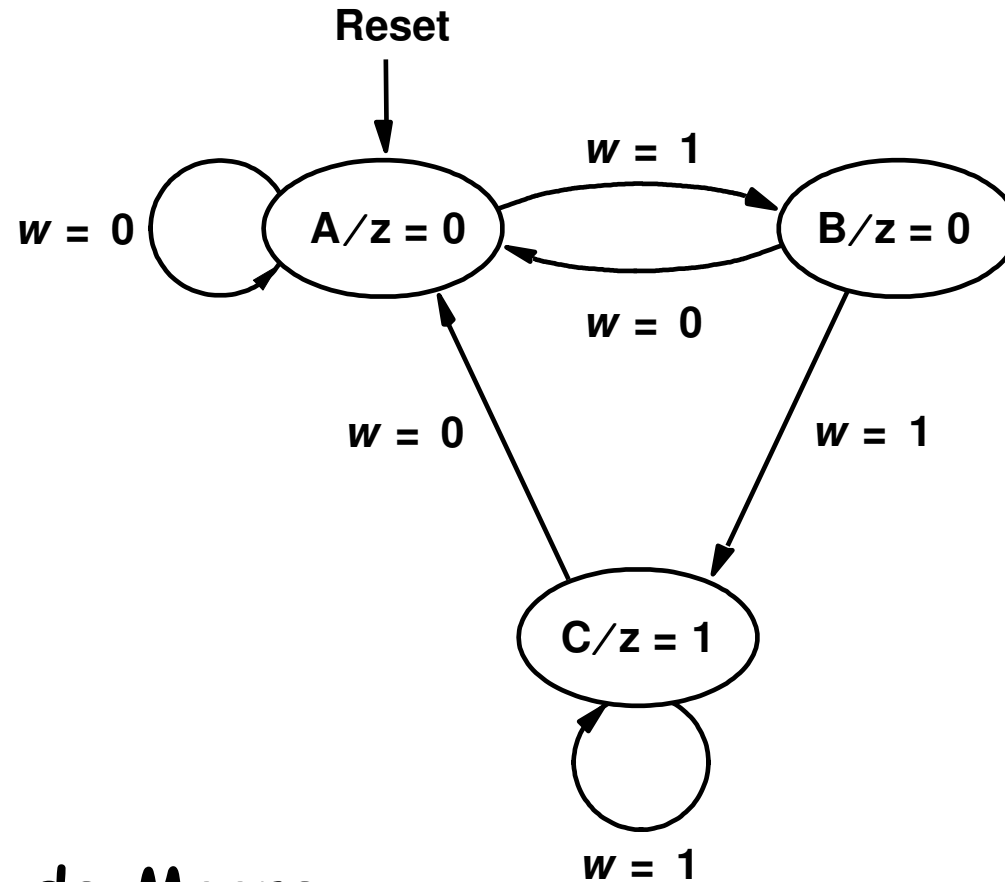 Reset
w = 1
w = 0
A/z = 0
B/z = 0
w = 0
w = 0
w = 1
C/z = 1
w = 1